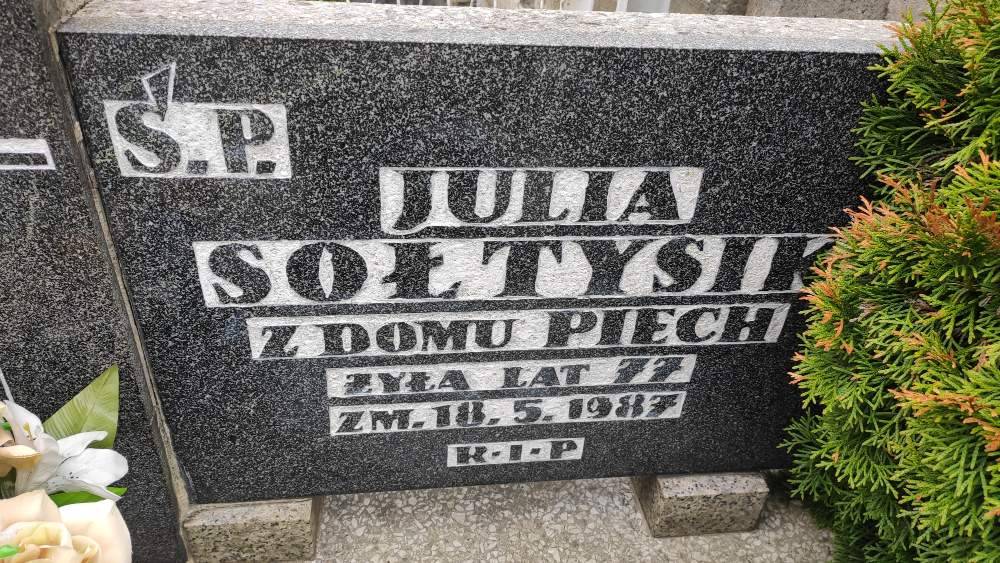 Ś.P.
JULIA
SOŁTYSIK
Z DOMU PIECH
ŻYŁA LAT 77
ZM. 18. 5. 1987
R-I-P